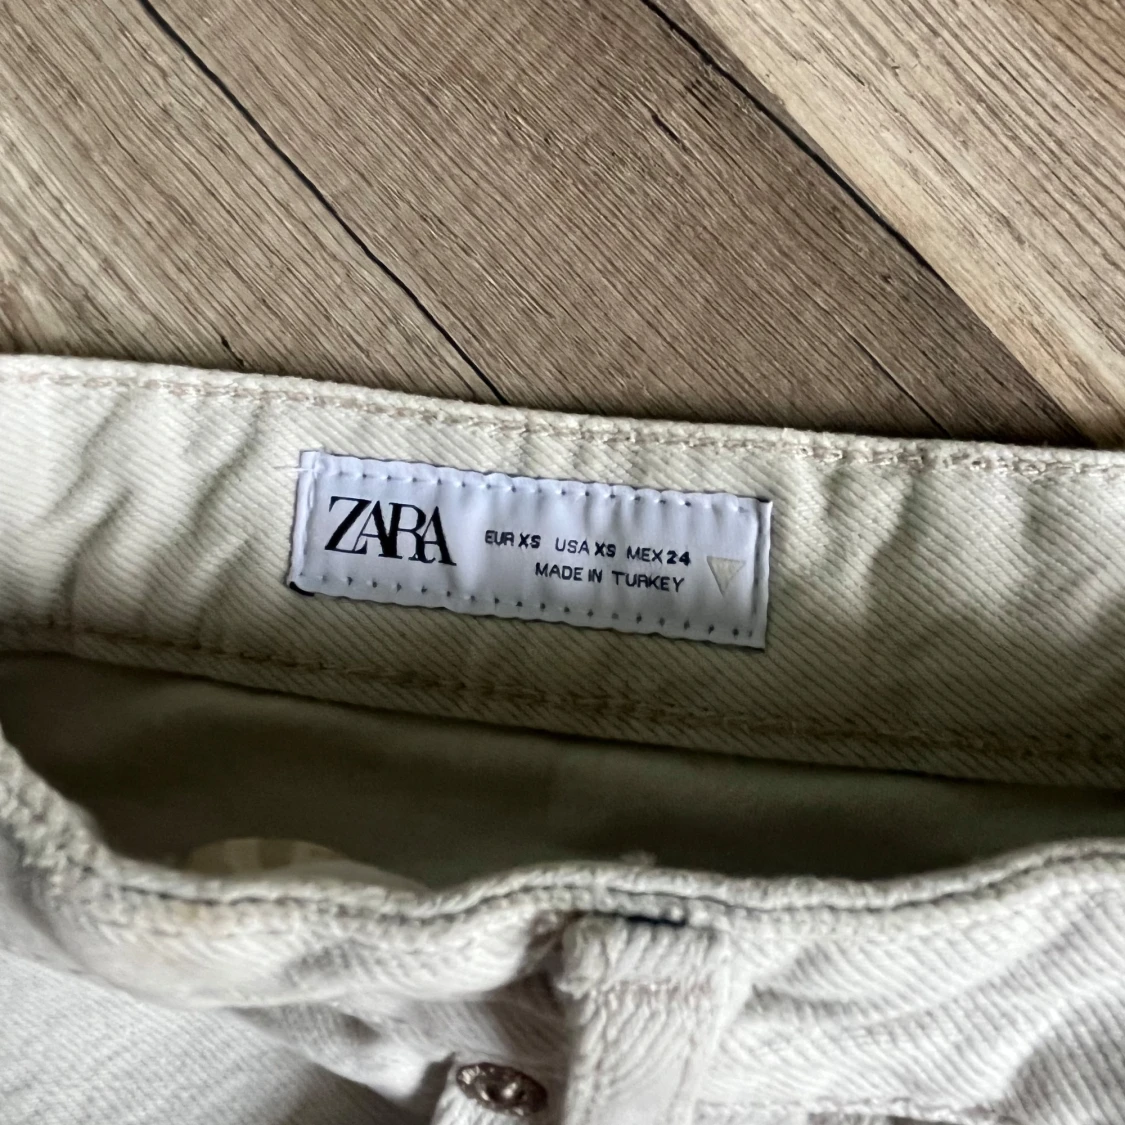 ZARA
EUR XS USA XS MEX 24
MADE IN TURKEY